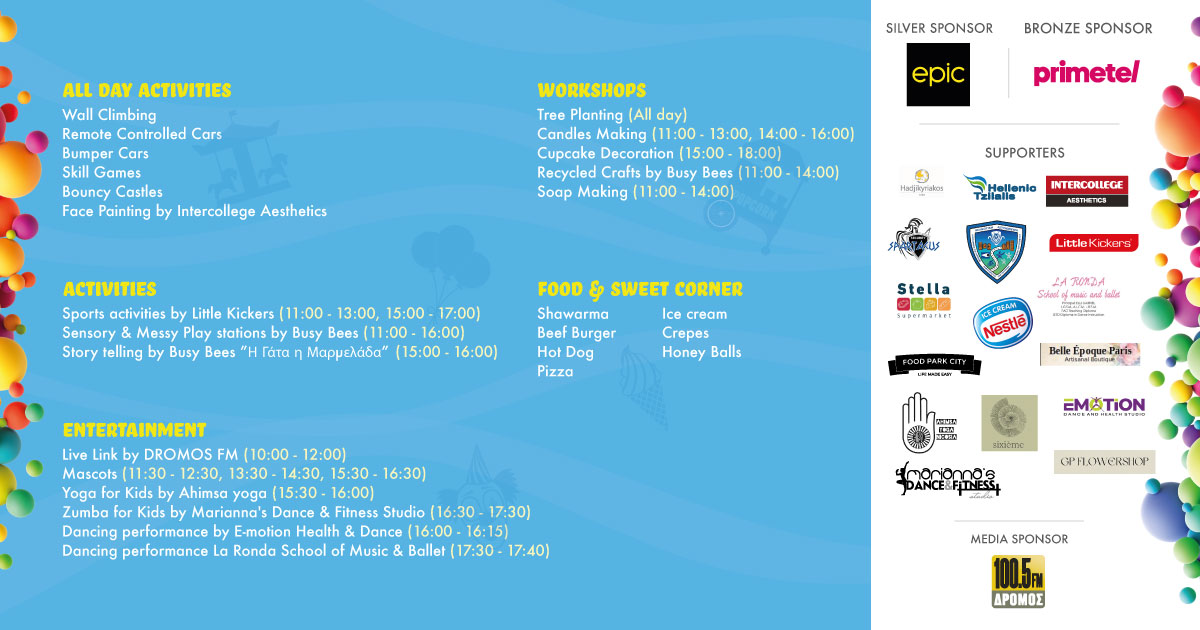 ALL DAY ACTIVITIES
Wall Climbing
Remote Controlled Cars
Bumper Cars
Skill Games
Bouncy Castles
Face Painting by Intercollege Aesthetics
ACTIVITIES
Sports activities by Little Kickers (11:00 - 13:00, 15:00 - 17:00)
Sensory & Messy Play stations by Busy Bees (11:00 - 16:00)
Story telling by Busy Bees “Η Γάτα η Μαρμελάδα” (15:00 - 16:00)
ENTERTAINMENT
Live Link by DROMOS FM (10:00 - 12:00)
Mascots (11:30 - 12:30, 13:30 - 14:30, 15:30 - 16:30)
Yoga for Kids by Ahimsa yoga (15:30 - 16:00)
Zumba for Kids by Marianna's Dance & Fitness Studio (16:30 - 17:30)
Dancing performance by E-motion Health & Dance (16:00 - 16:15)
Dancing performance La Ronda School of Music & Ballet (17:30 - 17:40)
WORKSHOPS
Tree Planting (All day)
Candles Making (11:00 - 13:00, 14:00 - 16:00)
Cupcake Decoration (15:00 - 18:00)
Recycled Crafts by Busy Bees (11:00 - 14:00)
Soap Making (11:00 - 14:00)
POPCORN
FOOD & SWEET CORNER
Shawarma
Beef Burger
Hot Dog
Pizza
Ice cream
Crepes
Honey Balls
SILVER SPONSOR
epic
BRONZE SPONSOR
primetel
SUPPORTERS
Hadjikyriakos
Hellenic
Tzilalis
INTERCOLLEGE
AESTHETICS
SPARTAKUS
Little Kickers
Stella
Supermarket
ICE CREAM
Nestlé
LA RONDA
School of music and ballet
FOOD PARK CITY
LIFE MADE EASY
Belle Époque Paris
Artisanal Boutique
AHIMSA
YOGA
NICOSIA
sixième
EMOTION
DANCE AND HEALTH STUDIO
GP FLOWERSHOP
marianna's
DANCE&FITNESS
studio
MEDIA SPONSOR
100.5FM
ΔΡΟΜΟΣ